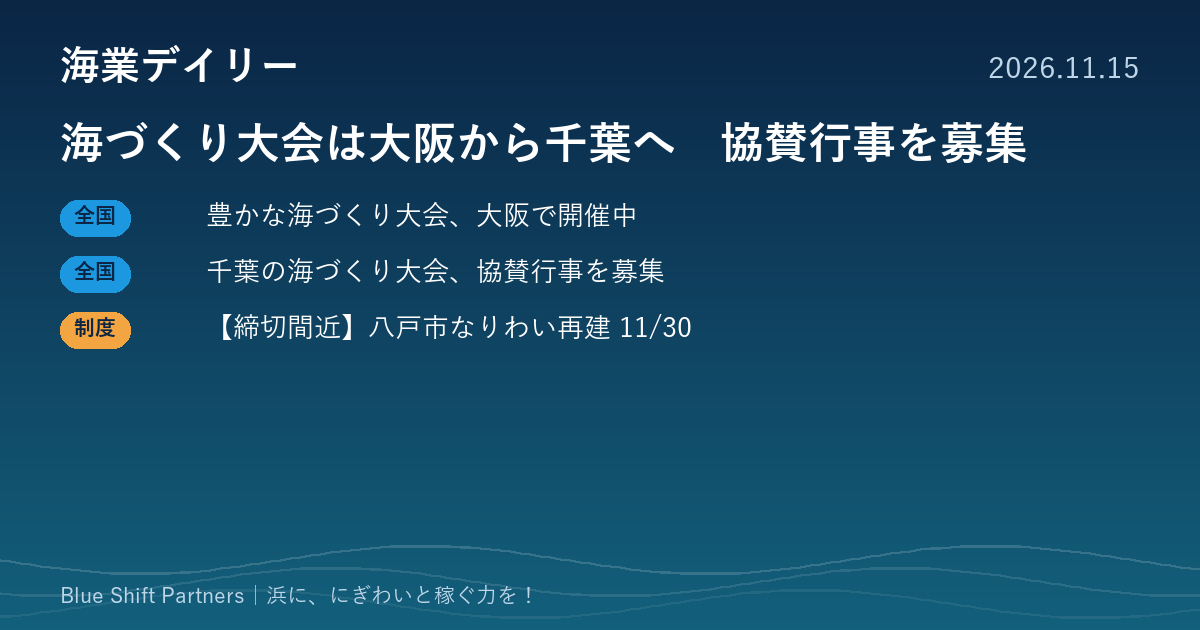 海業デイリー
2026.11.15
海づくり大会は大阪から千葉へ　協賛行事を募集
全国 豊かな海づくり大会、大阪で開催中
全国 千葉の海づくり大会、協賛行事を募集
制度 【締切間近】八戸市なりわい再建 11/30
Blue Shift Partners｜浜に、にぎわいと稼ぐ力を！